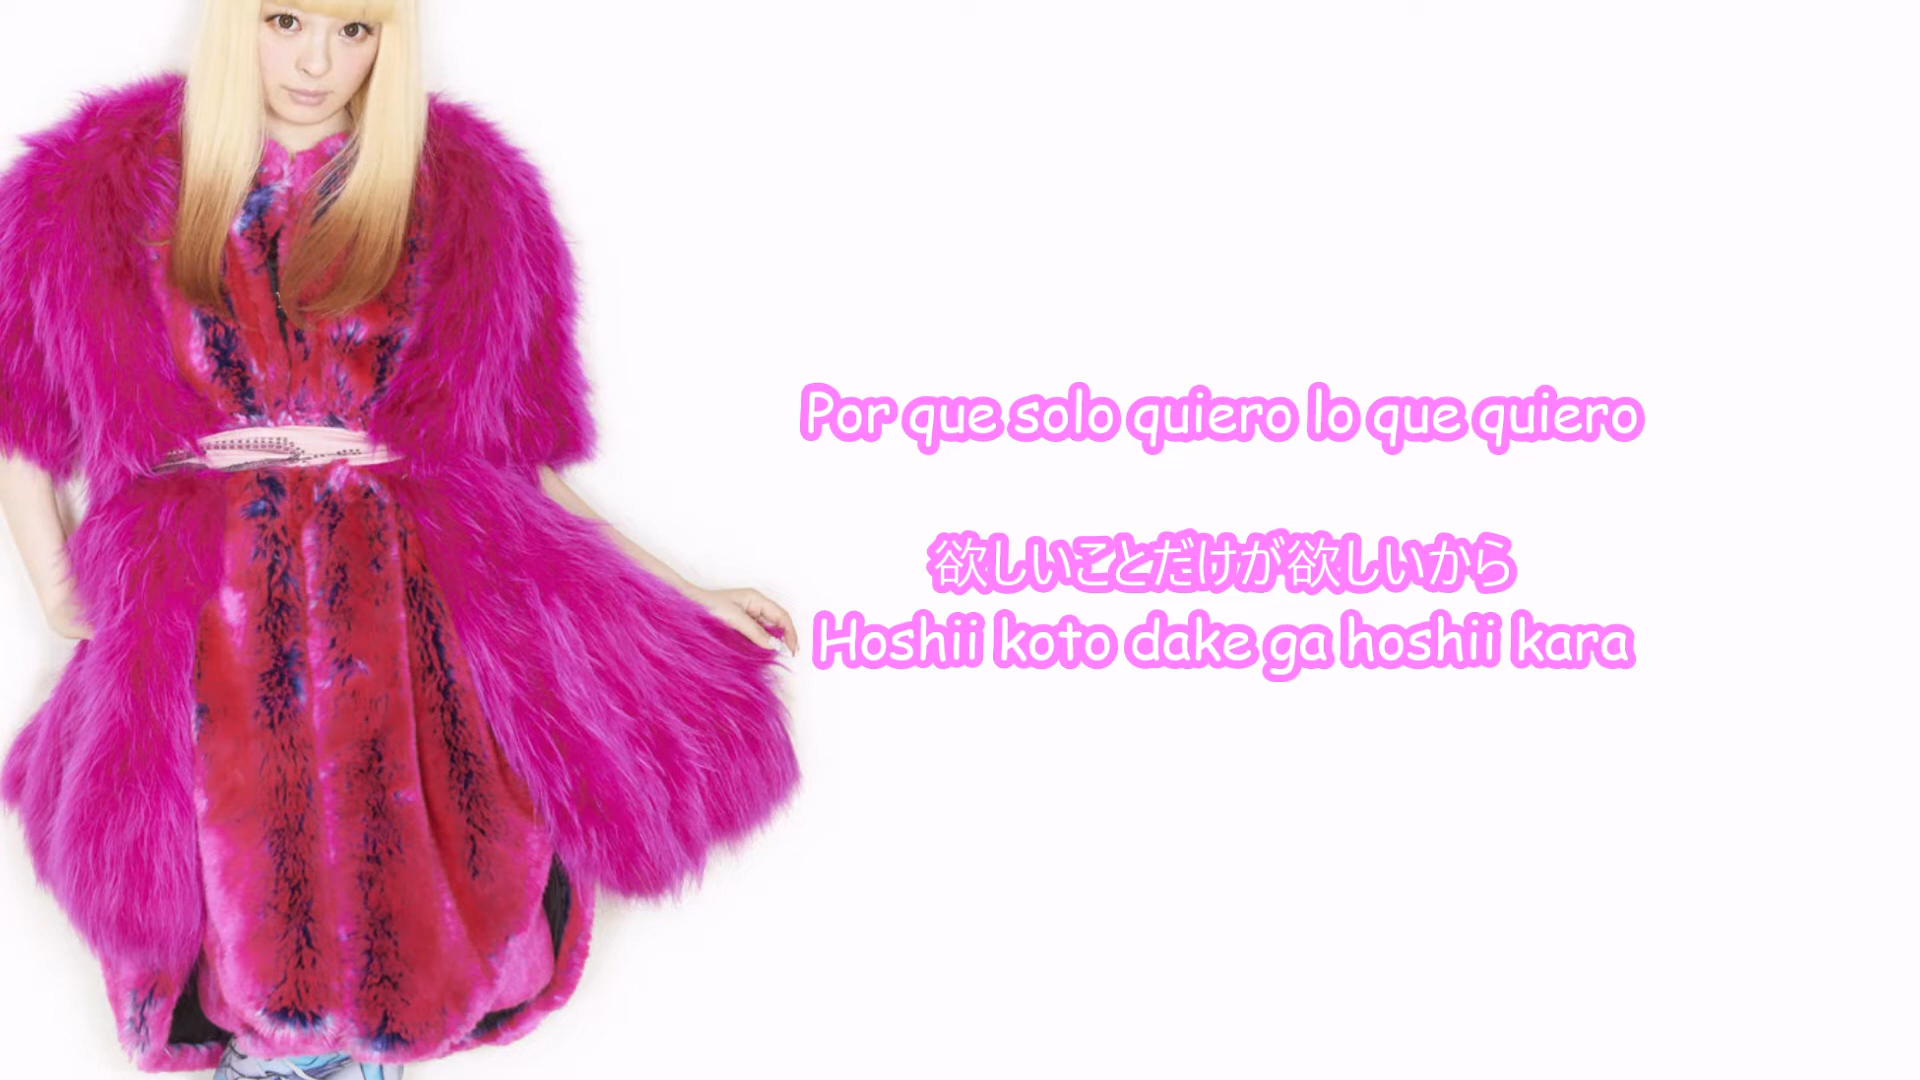 Por que solo quiero lo que quiero
欲しいことだけが欲しいから
Hoshii koto dake ga hoshii kara